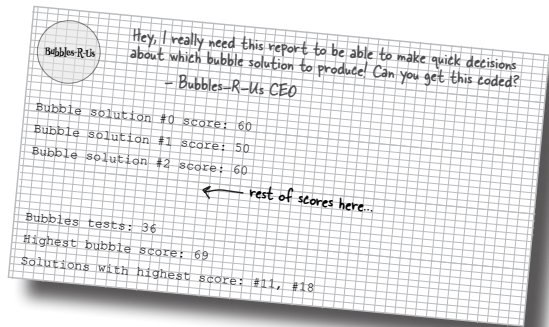 Bubbles-R-Us
Hey, I really need this report to be able to make quick decisions
about which bubble solution to produce! Can you get this coded?
– Bubbles-R-Us CEO
Bubble solution #0 score: 60
Bubble solution #1 score: 50
Bubble solution #2 score: 60
rest of scores here...
Bubbles tests: 36
Highest bubble score: 69
Solutions with highest score: #11, #18